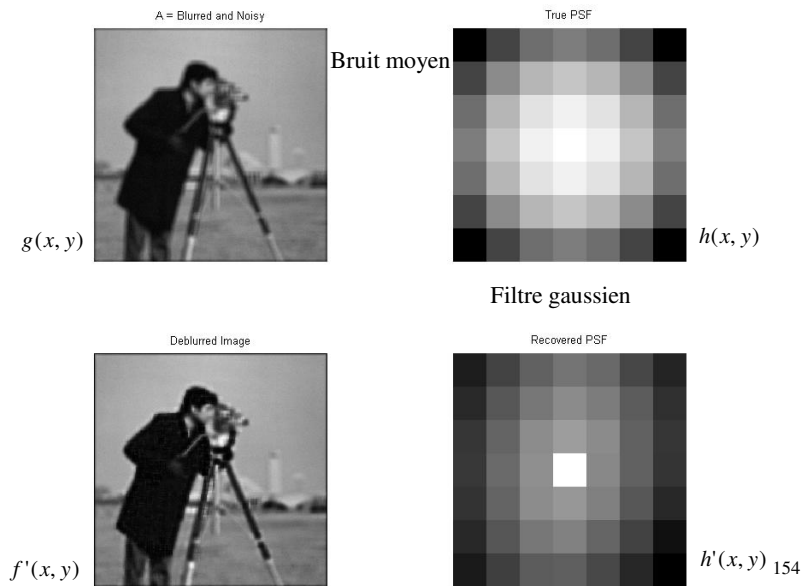 A = Blurred and Noisy
True PSF
Bruit moyen
g(x, y)
h(x, y)
Filtre gaussien
Deblurred Image
Recovered PSF
f'(x, y)
h'(x, y)
154